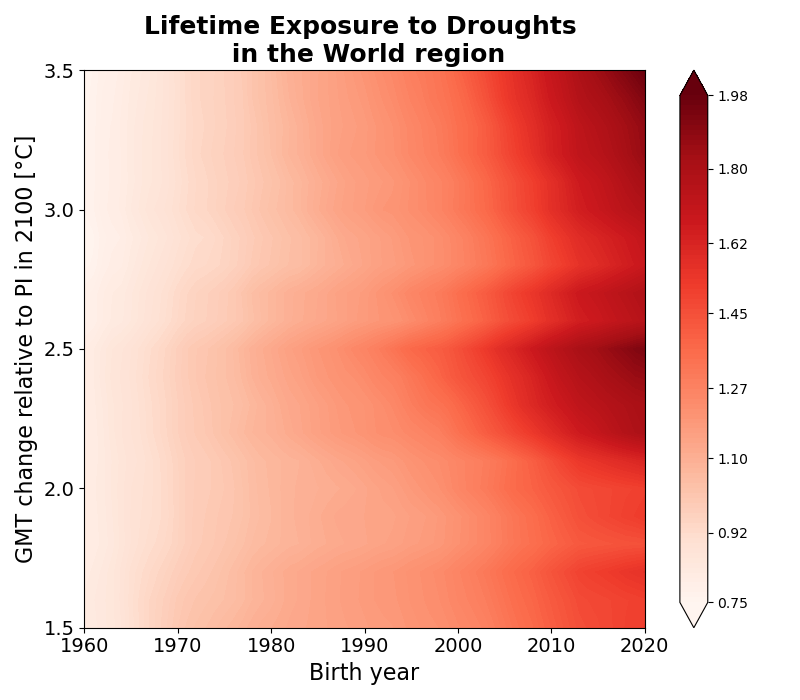 Lifetime Exposure to Droughts
in the World region
GMT change relative to PI in 2100 [°C]
3.5
3.0
2.5
2.0
1.5
1960 1970 1980 1990 2000 2010 2020
Birth year
1.98
1.80
1.62
1.45
1.27
1.10
0.92
0.75